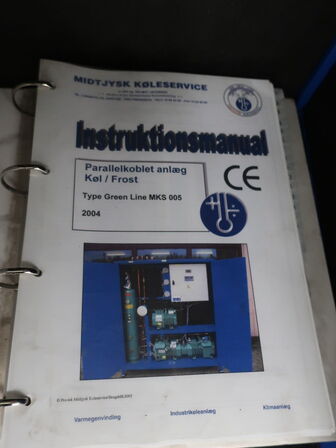 MIDTJYSK KØLESERVICE
Instruktionsmanual
Parallelkoblet anlæg
Køl / Frost
CE
Type Green Line MKS 005
2004
Varmegenvinding
Industrikøleanlæg
Klimaanlæg